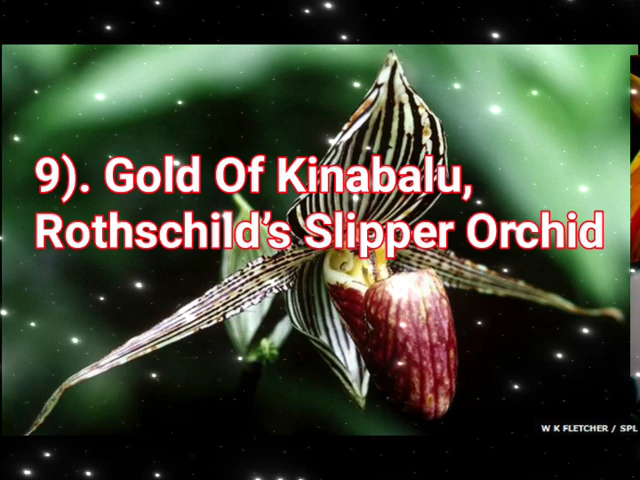 9). Gold Of Kinabalu,
Rothschild’s Slipper Orchid
W K FLETCHER / SPL